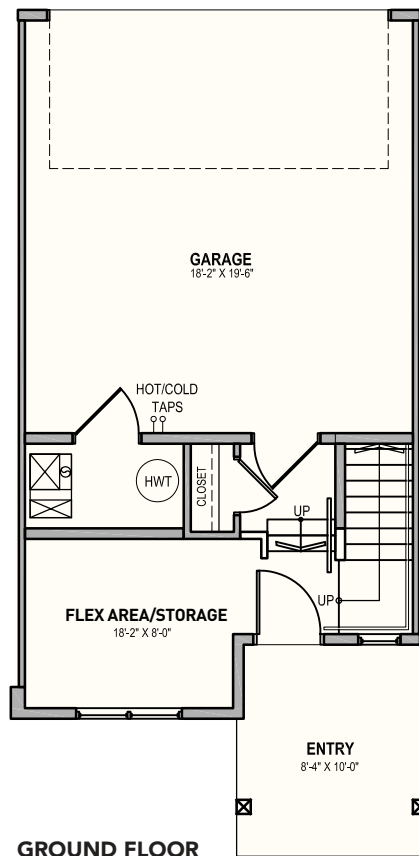 GARAGE
18'-2" X 19'-6"
HOT/COLD
TAPS
HWT
CLOSET
UP
UP
FLEX AREA/STORAGE
18'-2" X 8'-0"
ENTRY
8'-4" X 10'-0"
GROUND FLOOR